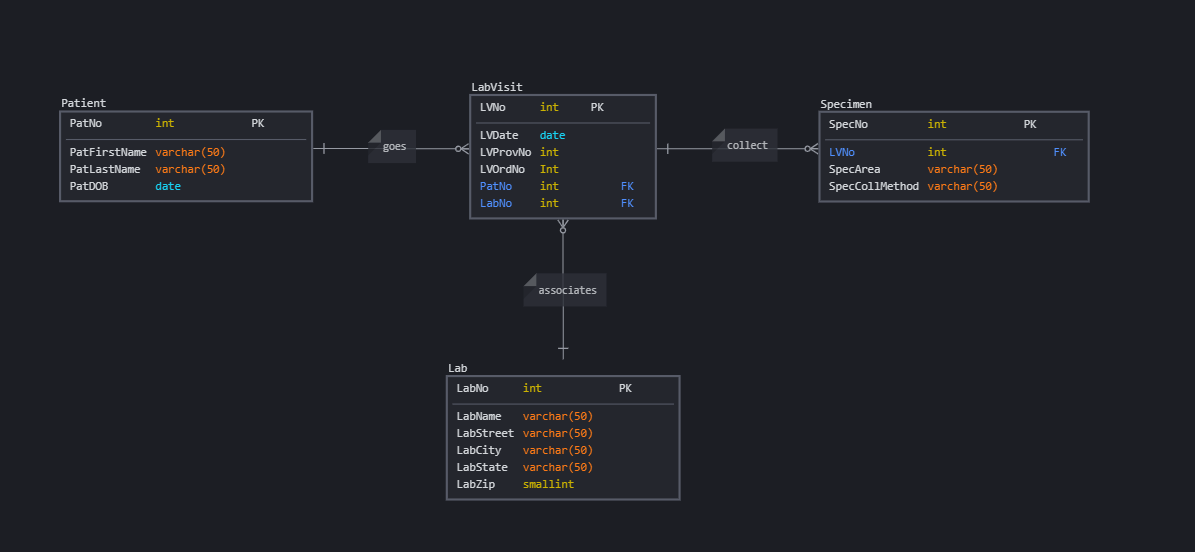 Patient
PatNo int PK
PatFirstName varchar(50)
PatLastName varchar(50)
PatDOB date
goes
LabVisit
LVNo int PK
LVDate date
LVProvNo int
LVOrdNo Int
PatNo int FK
LabNo int FK
collect
Specimen
SpecNo int PK
LVNo int FK
SpecArea varchar(50)
SpecCollMethod varchar(50)
associates
Lab
LabNo int PK
LabName varchar(50)
LabStreet varchar(50)
LabCity varchar(50)
LabState varchar(50)
LabZip smallint